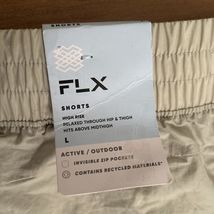 FLX
SHORTS
HIGH RISE
RELAXED THROUGH HIP & THIGH
HITS ABOVE MIDTHIGH
L
ACTIVE / OUTDOOR
INVISIBLE ZIP POCKETS
CONTAINS RECYCLED MATERIALS*